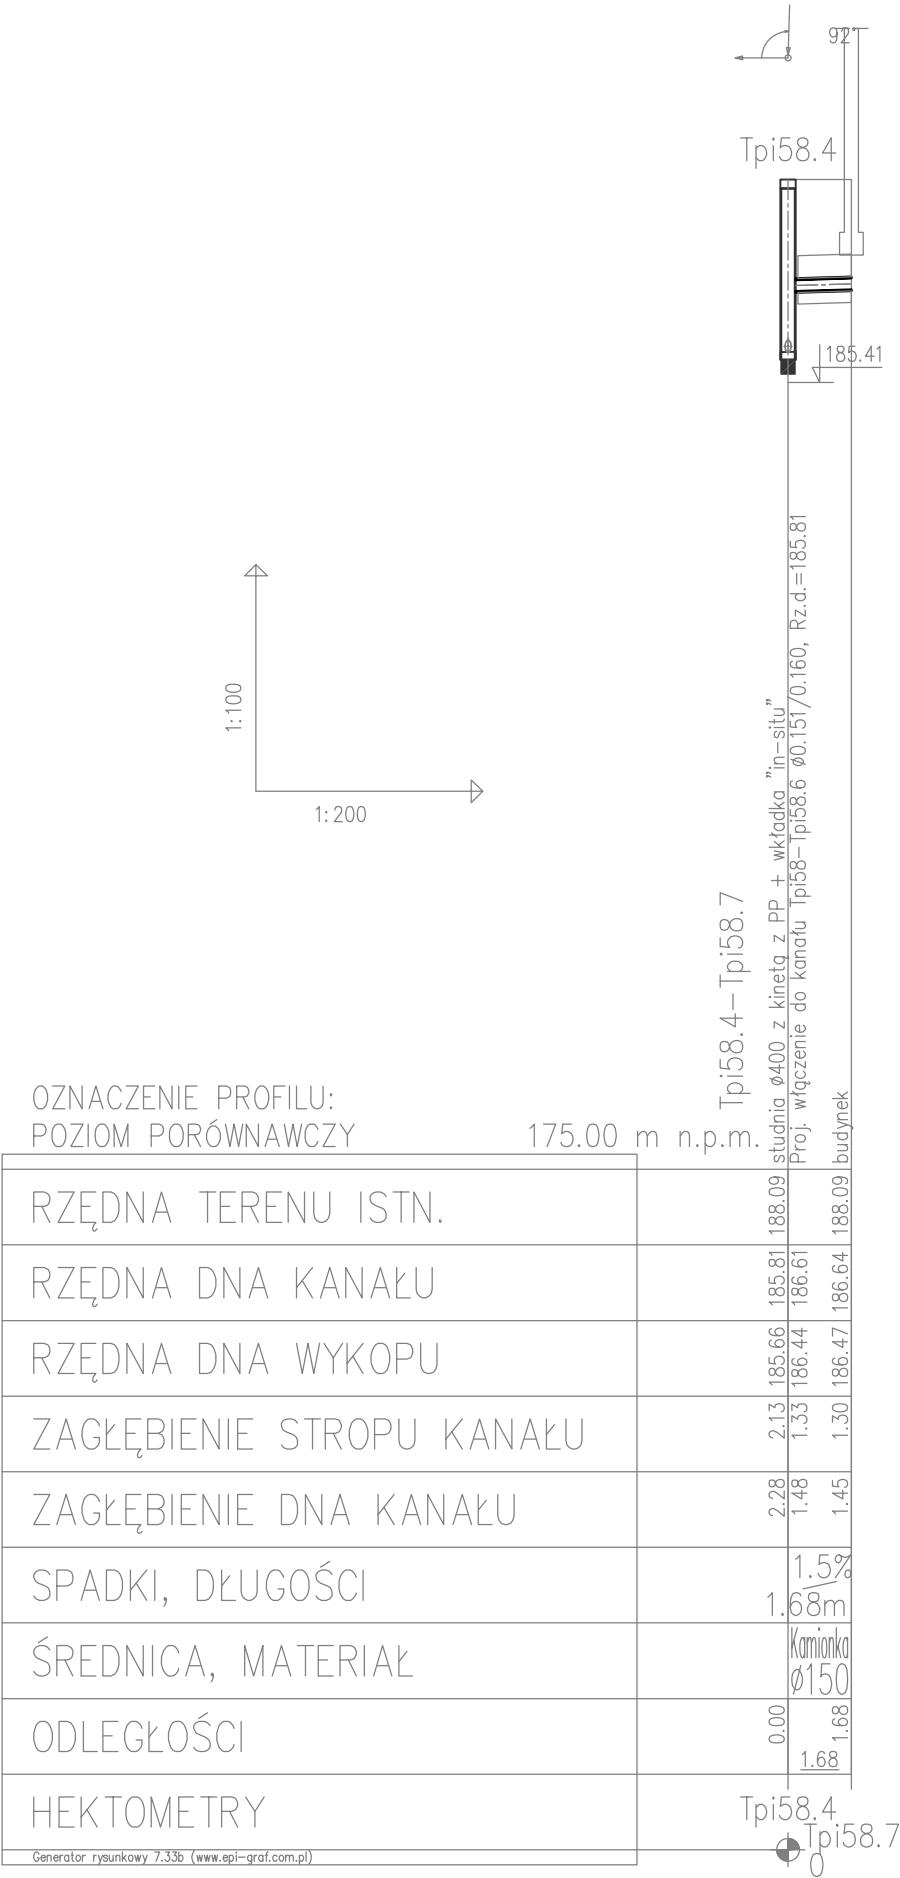 92°
Tpi58.4
185.41
1:100
1:200
Tpi58.4-Tpi58.7
studnia ø400 z kinetą z PP + wkładka "in-situ"
Proj. włączenie do kanału Tpi58-Tpi58.6 ø0.151/0.160, Rz.d.=185.81
budynek
OZNACZENIE PROFILU:
POZIOM PORÓWNAWCZY 175.00 m n.p.m.
RZĘDNA TERENU ISTN. 188.09 188.09
RZĘDNA DNA KANAŁU 185.81 186.61 186.64
RZĘDNA DNA WYKOPU 185.66 186.44 186.47
ZAGŁĘBIENIE STROPU KANAŁU 2.13 1.33 1.30
ZAGŁĘBIENIE DNA KANAŁU 2.28 1.48 1.45
SPADKI, DŁUGOŚCI 1.5% 1.68m
ŚREDNICA, MATERIAŁ Kamionka ø150
ODLEGŁOŚCI 0.00 1.68 1.68
HEKTOMETRY Tpi58.4
Tpi58.7
0
Generator rysunkowy 7.33b (www.epi-graf.com.pl)